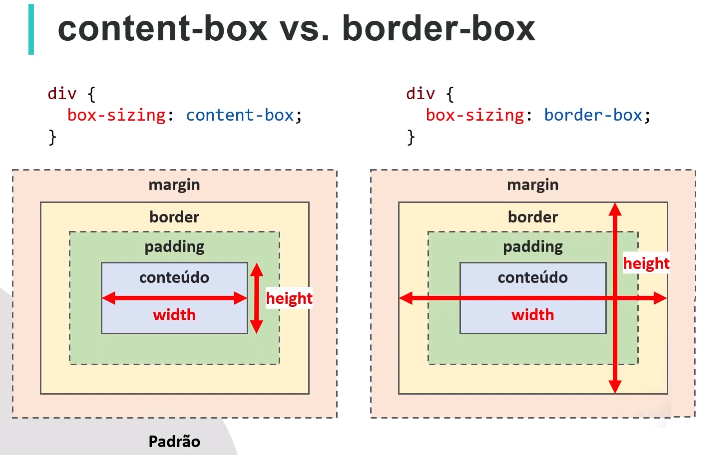 content-box vs. border-box
div {
  box-sizing: content-box;
}
margin
border
padding
conteúdo
height
width
Padrão
div {
  box-sizing: border-box;
}
margin
border
padding
conteúdo
height
width